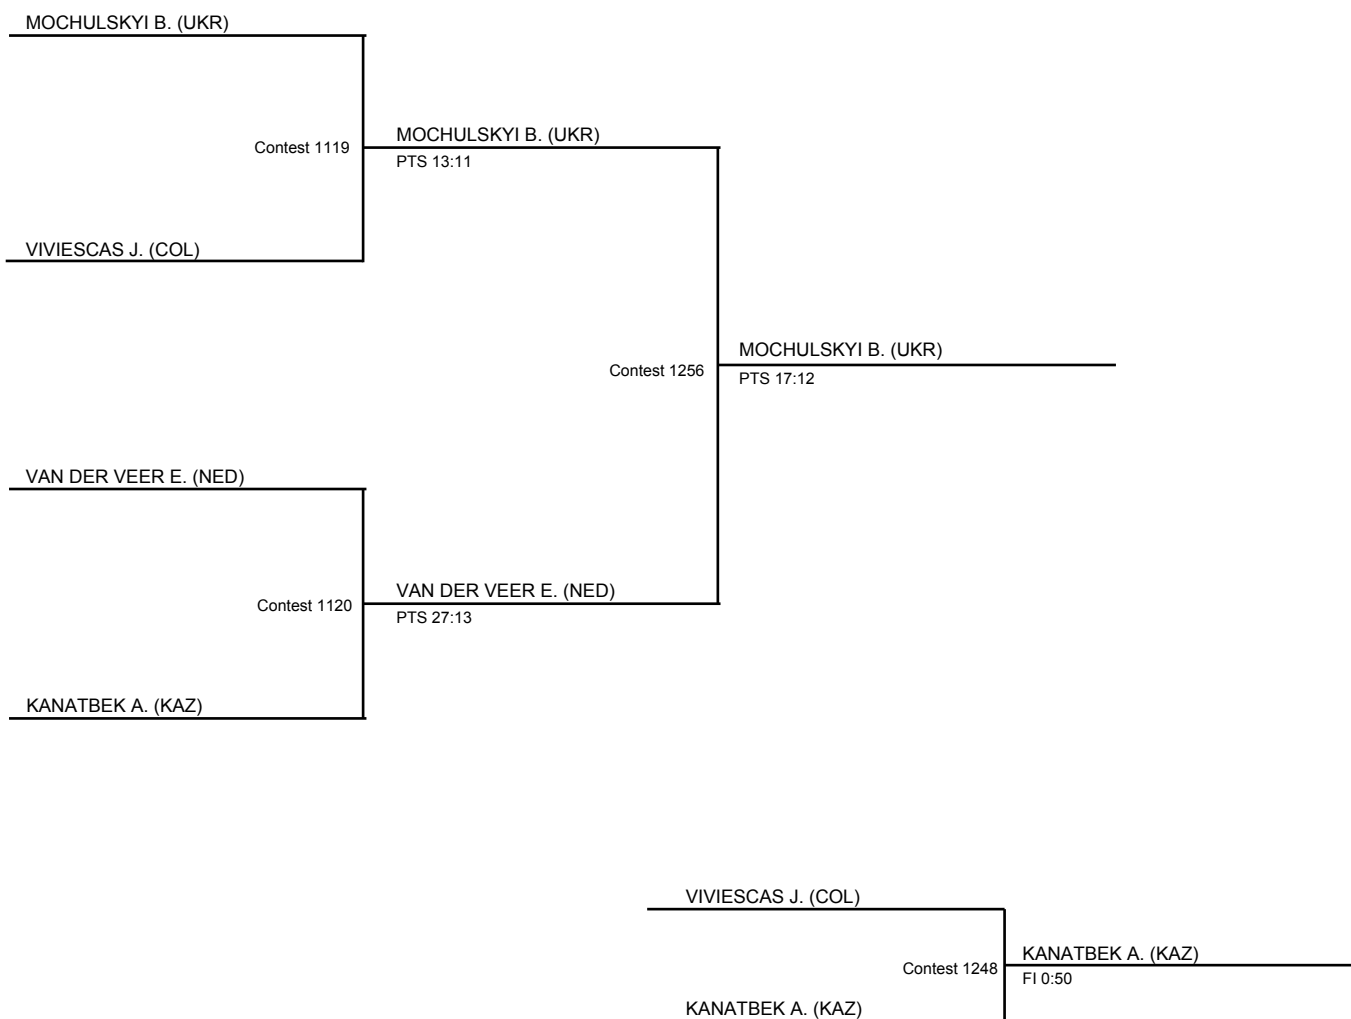 MOCHULSKYI B. (UKR)
Contest 1119
MOCHULSKYI B. (UKR)
PTS 13:11
VIVIESCAS J. (COL)
Contest 1256
MOCHULSKYI B. (UKR)
PTS 17:12
VAN DER VEER E. (NED)
Contest 1120
VAN DER VEER E. (NED)
PTS 27:13
KANATBEK A. (KAZ)
VIVIESCAS J. (COL)
Contest 1248
KANATBEK A. (KAZ)
FI 0:50
KANATBEK A. (KAZ)